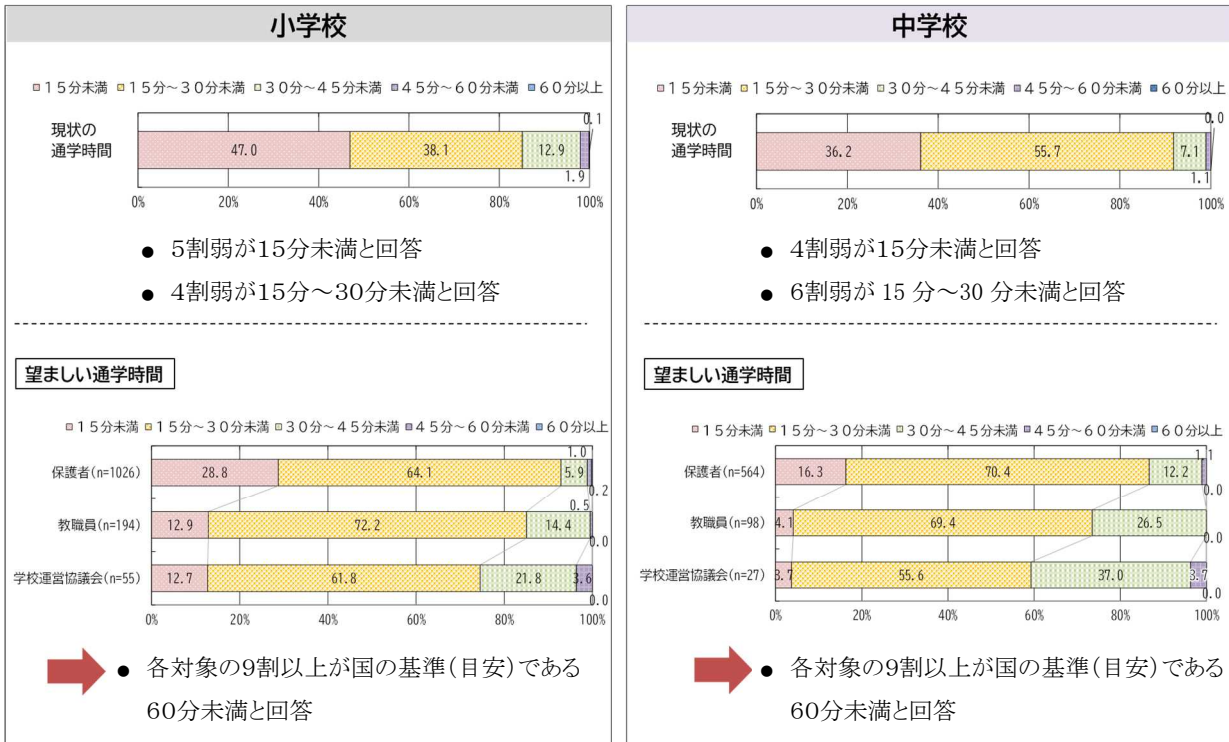 小学校
■15分未満 ■15分～30分未満 ■30分～45分未満 ■45分～60分未満 ■60分以上
0.1
現状の
通学時間
47.0 38.1 12.9
1.9
0% 20% 40% 60% 80% 100%
● 5割弱が15分未満と回答
● 4割弱が15分～30分未満と回答
望ましい通学時間
■15分未満 ■15分～30分未満 ■30分～45分未満 ■45分～60分未満 ■60分以上
1.0
保護者(n=1026) 28.8 64.1 5.9
0.2
0.5
教職員(n=194) 12.9 72.2 14.4
0.0
学校運営協議会(n=55) 12.7 61.8 21.8 3.6
0.0
0% 20% 40% 60% 80% 100%
● 各対象の9割以上が国の基準(目安)である
60分未満と回答
中学校
■15分未満 ■15分～30分未満 ■30分～45分未満 ■45分～60分未満 ■60分以上
0.0
現状の
通学時間
36.2 55.7 7.1
1.1
0% 20% 40% 60% 80% 100%
● 4割弱が15分未満と回答
● 6割弱が 15 分～30 分未満と回答
望ましい通学時間
■15分未満 ■15分～30分未満 ■30分～45分未満 ■45分～60分未満 ■60分以上
1.1
保護者(n=564) 16.3 70.4 12.2
0.0
教職員(n=98) 4.1 69.4 26.5
0.0
学校運営協議会(n=27) 3.7 55.6 37.0 3.7
0.0
0% 20% 40% 60% 80% 100%
● 各対象の9割以上が国の基準(目安)である
60分未満と回答